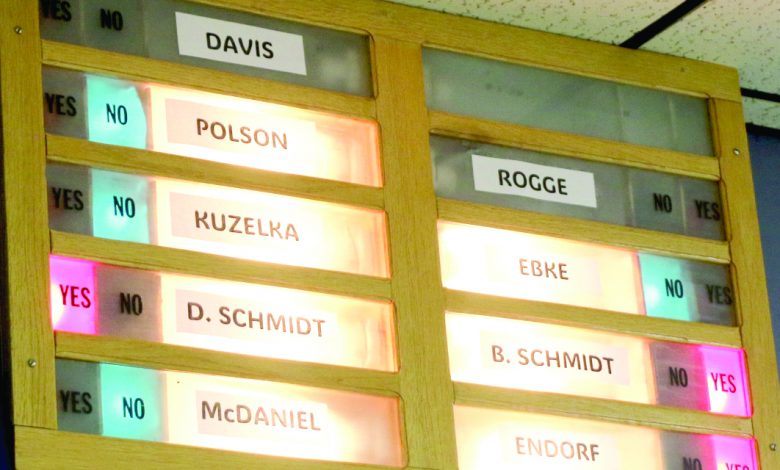 YES NO DAVIS
YES NO POLSON
YES NO KUZELKA
YES NO D. SCHMIDT
YES NO McDANIEL
ROGGE NO YES
EBKE NO YES
B. SCHMIDT NO YES
ENDORF NO YES